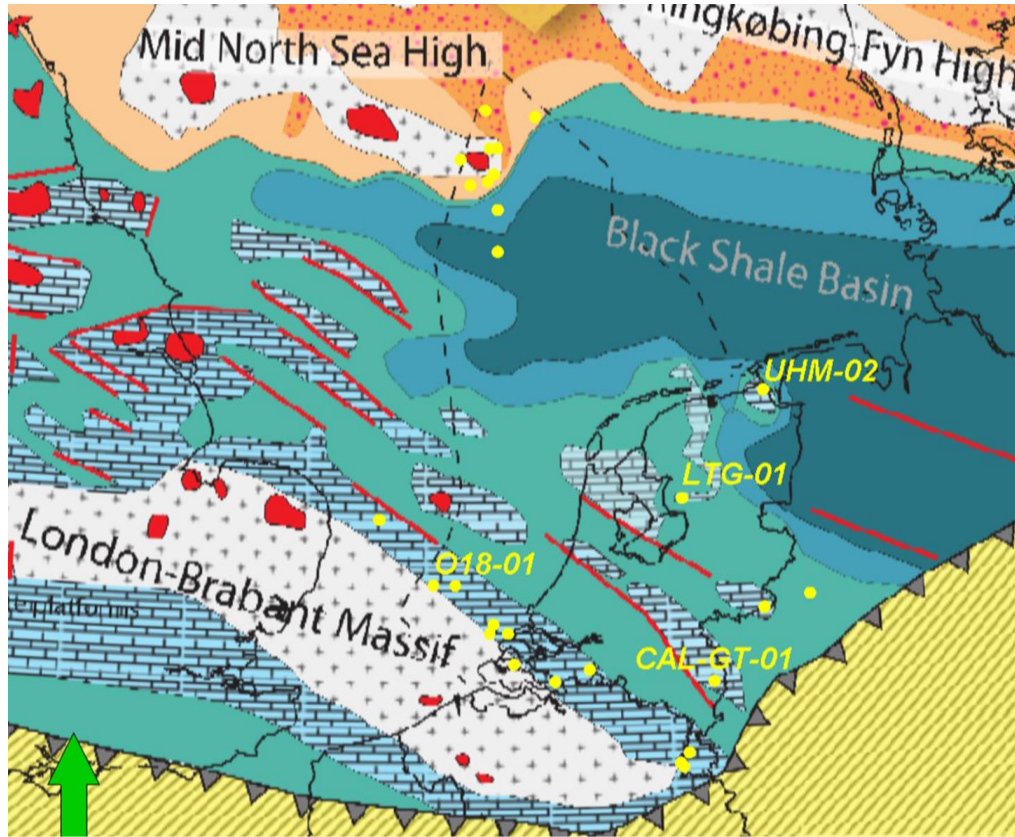 Mid North Sea High
Ringkøbing-Fyn High
Black Shale Basin
UHM-02
LTG-01
O18-01
London-Brabant Massif
CAL-GT-01